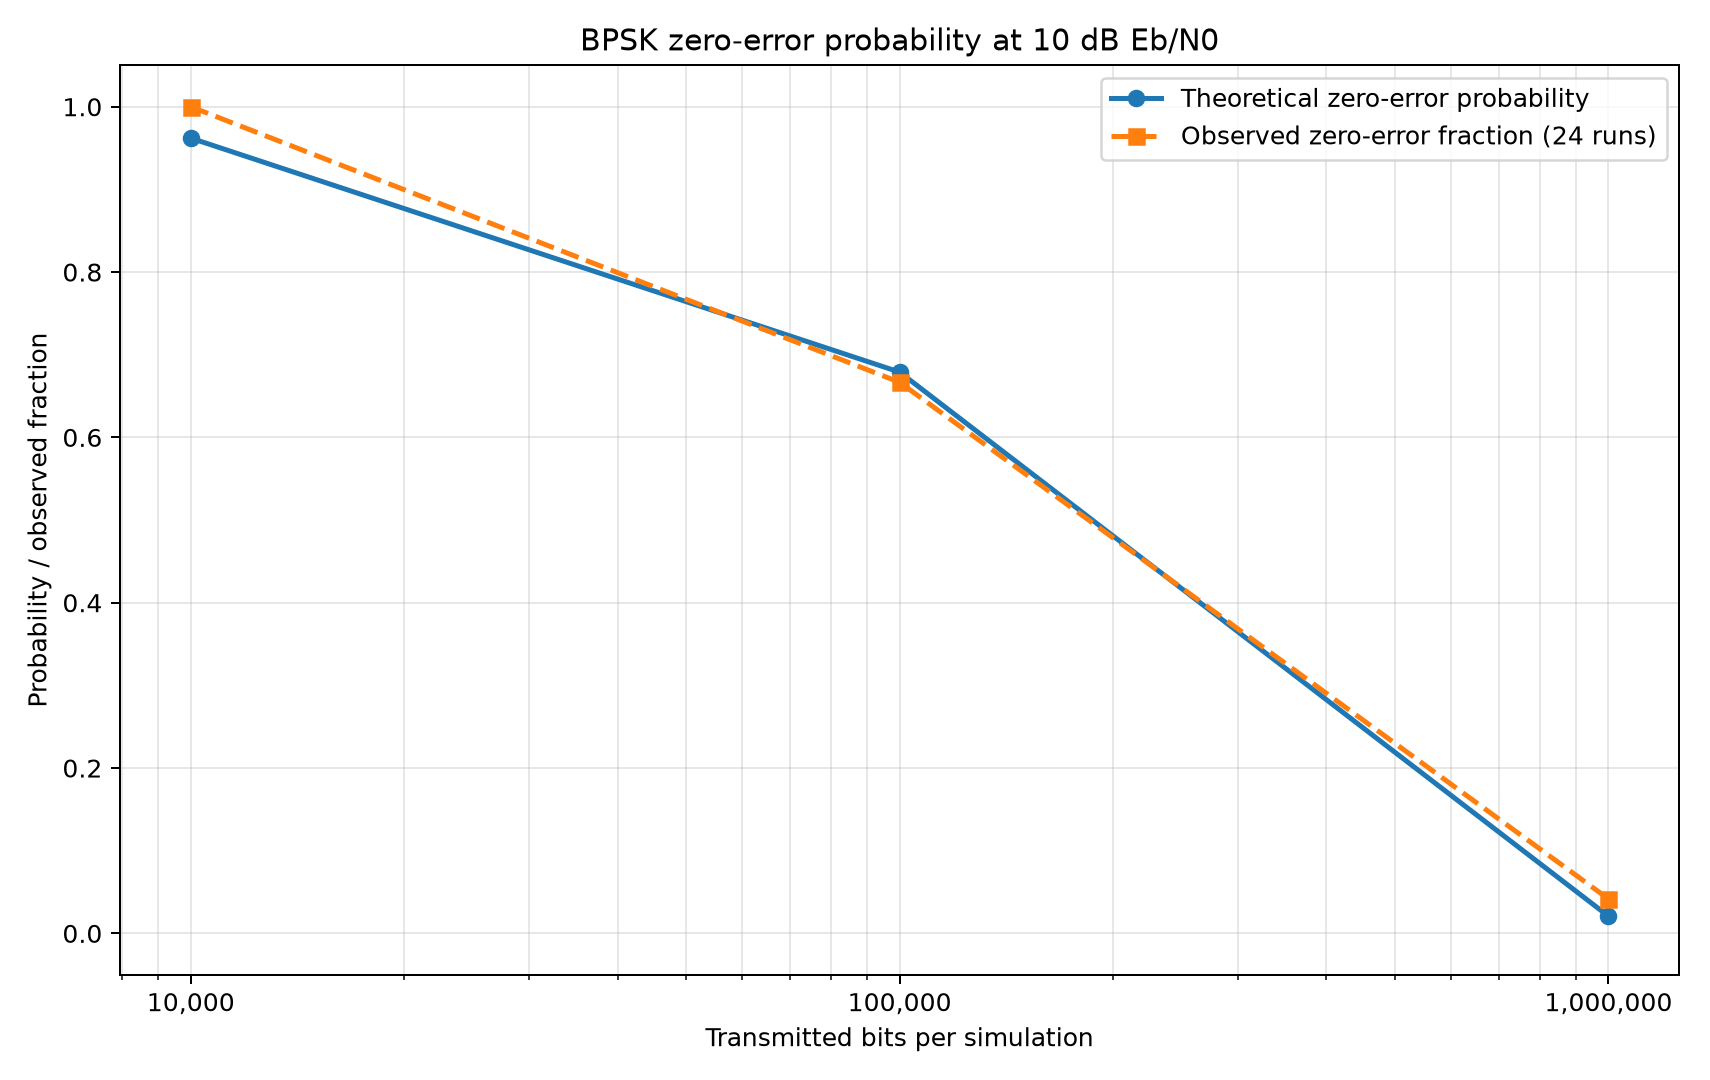 BPSK zero-error probability at 10 dB Eb/N0
Theoretical zero-error probability
Observed zero-error fraction (24 runs)
Probability / observed fraction
1.0
0.8
0.6
0.4
0.2
0.0
10,000
100,000
1,000,000
Transmitted bits per simulation